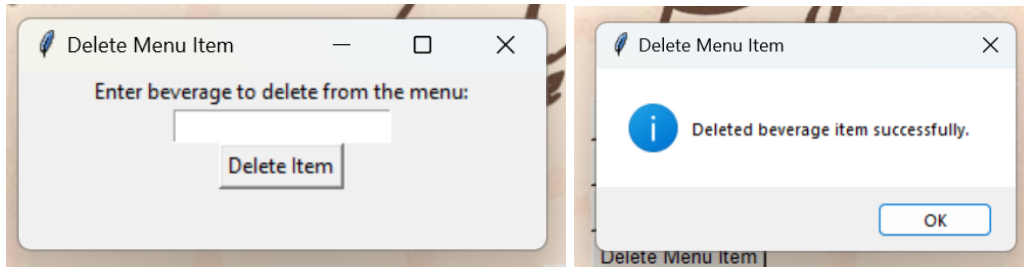 Delete Menu Item
Enter beverage to delete from the menu:
Delete Item
Delete Menu Item
Deleted beverage item successfully.
OK
Delete Menu Item